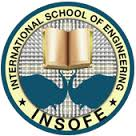 INTERNATIONAL SCHOOL OF ENGINEERING
INSOFE